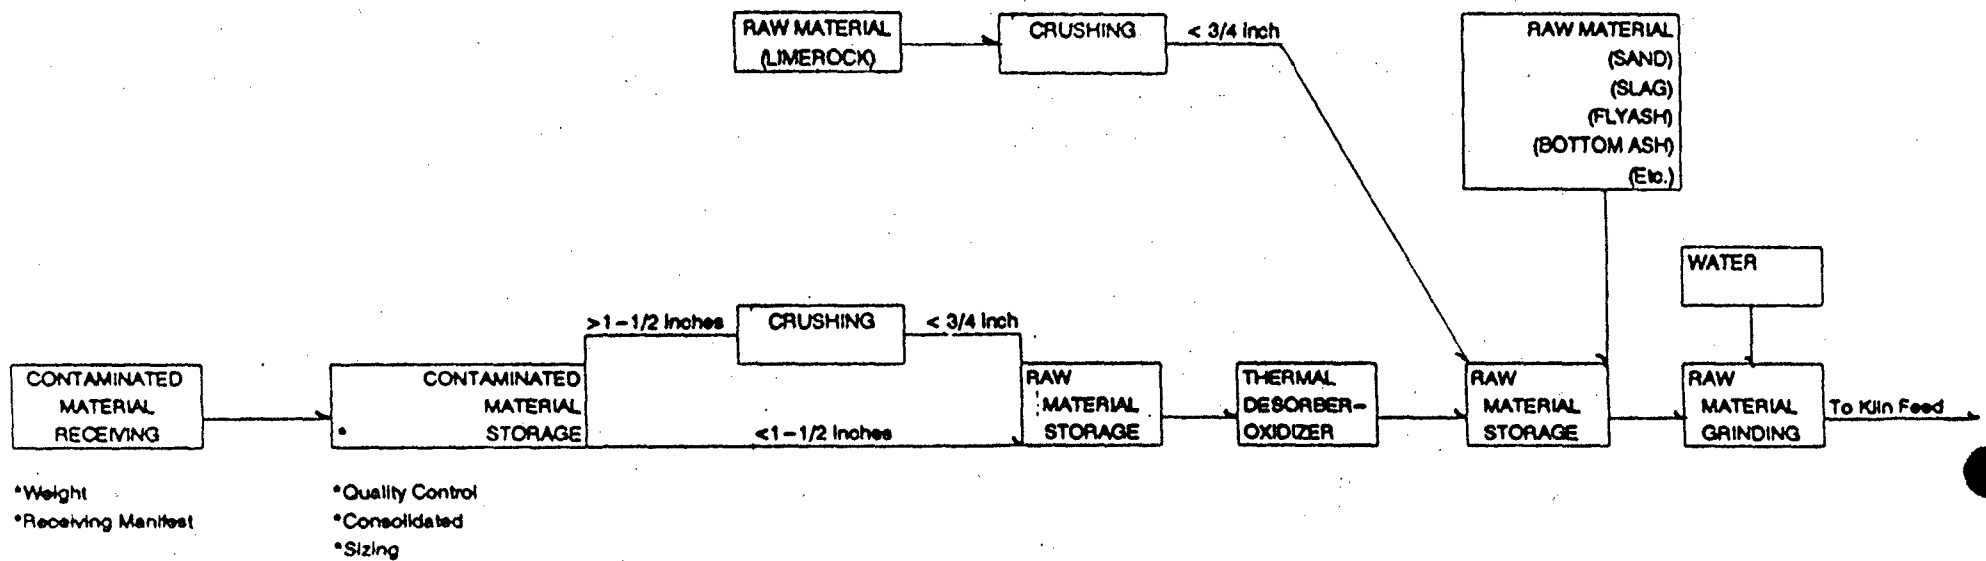 RAW MATERIAL
(LIMEROCK)
CRUSHING
< 3/4 Inch
RAW MATERIAL
(SAND)
(SLAG)
(FLYASH)
(BOTTOM ASH)
(Etc.)
WATER
>1-1/2 Inches
CRUSHING
< 3/4 Inch
CONTAMINATED
MATERIAL
RECEIVING
CONTAMINATED
MATERIAL
STORAGE
<1-1/2 Inches
RAW
MATERIAL
STORAGE
THERMAL
DESORBER-
OXIDIZER
RAW
MATERIAL
STORAGE
RAW
MATERIAL
GRINDING
To Kiln Feed
*Weight
*Receiving Manifest
*Quality Control
*Consolidated
*Sizing